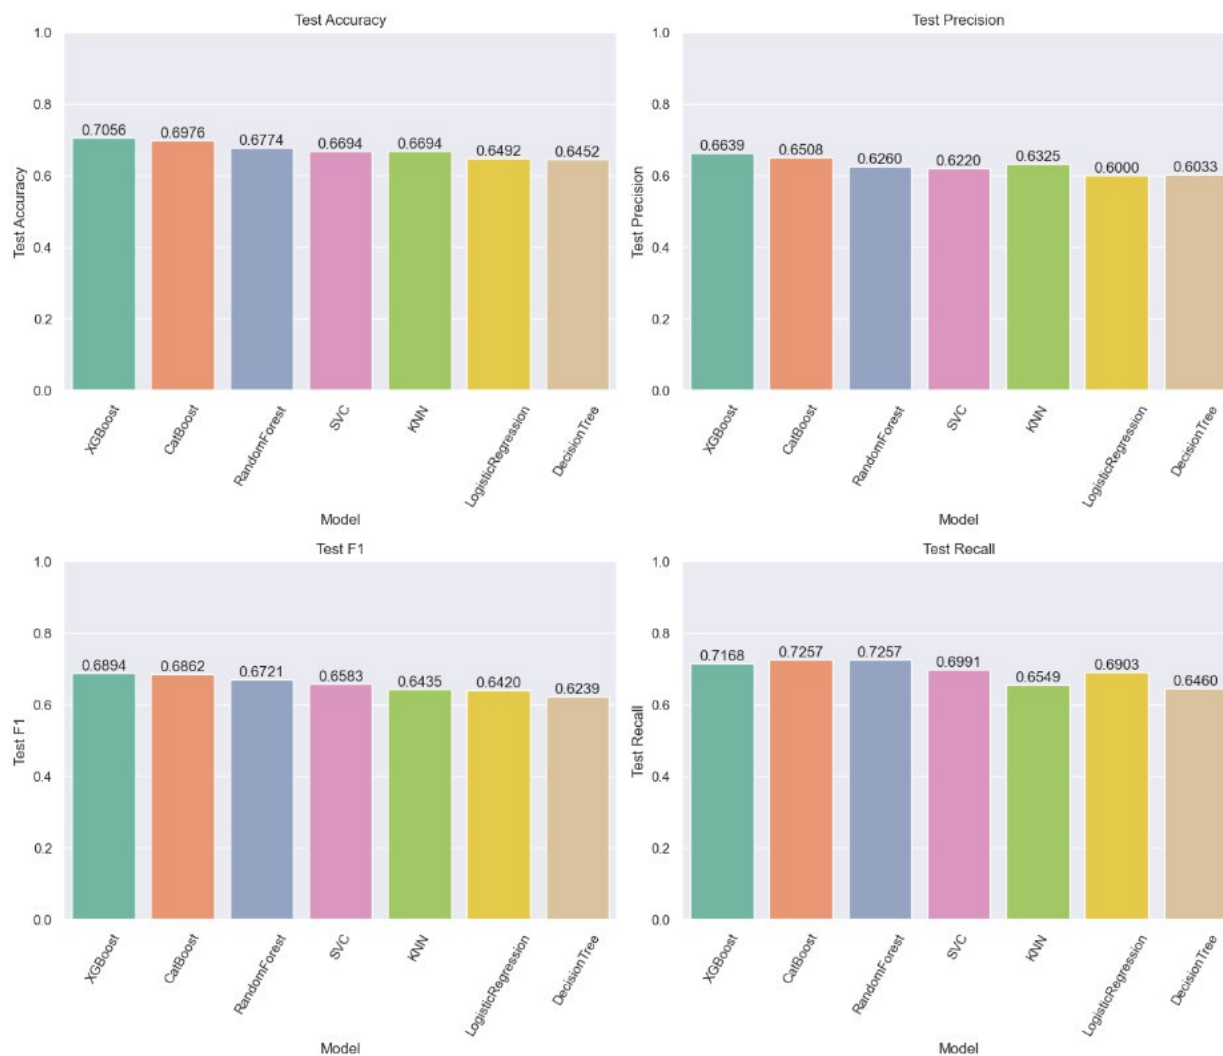 Test Accuracy
1.0
0.8
0.6
0.4
0.2
0.0
Test Accuracy
0.7056
0.6976
0.6774
0.6694
0.6694
0.6492
0.6452
XGBoost
CatBoost
RandomForest
SVC
KNN
LogisticRegression
DecisionTree
Model
Test Precision
1.0
0.8
0.6
0.4
0.2
0.0
Test Precision
0.6639
0.6508
0.6260
0.6220
0.6325
0.6000
0.6033
XGBoost
CatBoost
RandomForest
SVC
KNN
LogisticRegression
DecisionTree
Model
Test F1
1.0
0.8
0.6
0.4
0.2
0.0
Test F1
0.6894
0.6862
0.6721
0.6583
0.6435
0.6420
0.6239
XGBoost
CatBoost
RandomForest
SVC
KNN
LogisticRegression
DecisionTree
Model
Test Recall
1.0
0.8
0.6
0.4
0.2
0.0
Test Recall
0.7168
0.7257
0.7257
0.6991
0.6549
0.6903
0.6460
XGBoost
CatBoost
RandomForest
SVC
KNN
LogisticRegression
DecisionTree
Model